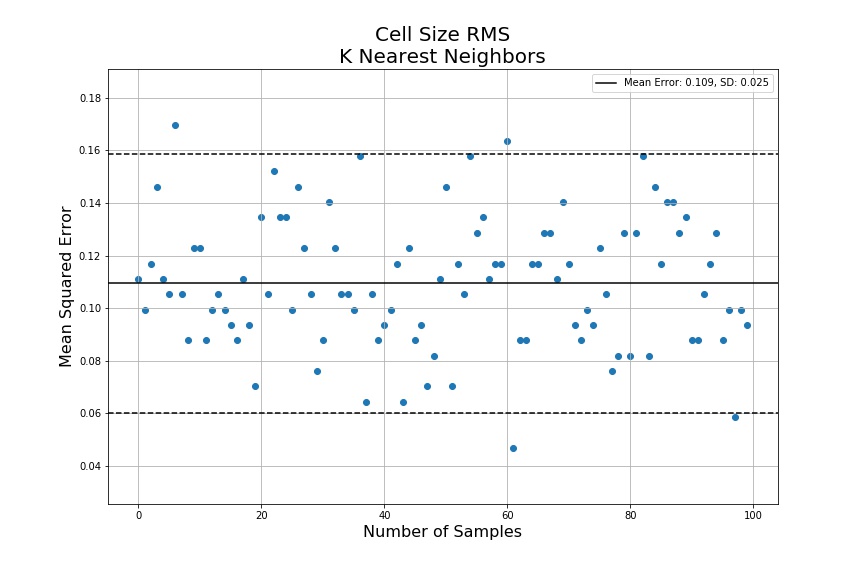 Cell Size RMS
K Nearest Neighbors
Mean Error: 0.109, SD: 0.025
Mean Squared Error
0.18
0.16
0.14
0.12
0.10
0.08
0.06
0.04
0 20 40 60 80 100
Number of Samples